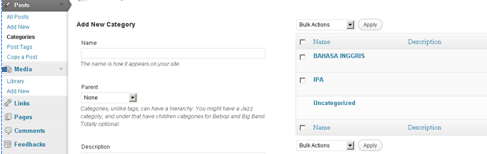 Posts
All Posts
Add New
Categories
Post Tags
Copy a Post
Media
Library
Add New
Links
Pages
Comments
Feedbacks
Add New Category
Name
The name is how it appears on your site.
Parent
None
Categories, unlike tags, can have a hierarchy. You might have a Jazz
category, and under that have children categories for Bebop and Big Band.
Totally optional.
Description
Bulk Actions Apply
Name Description
BAHASA INGGRIS
IPA
Uncategorized
Name Description
Bulk Actions Apply